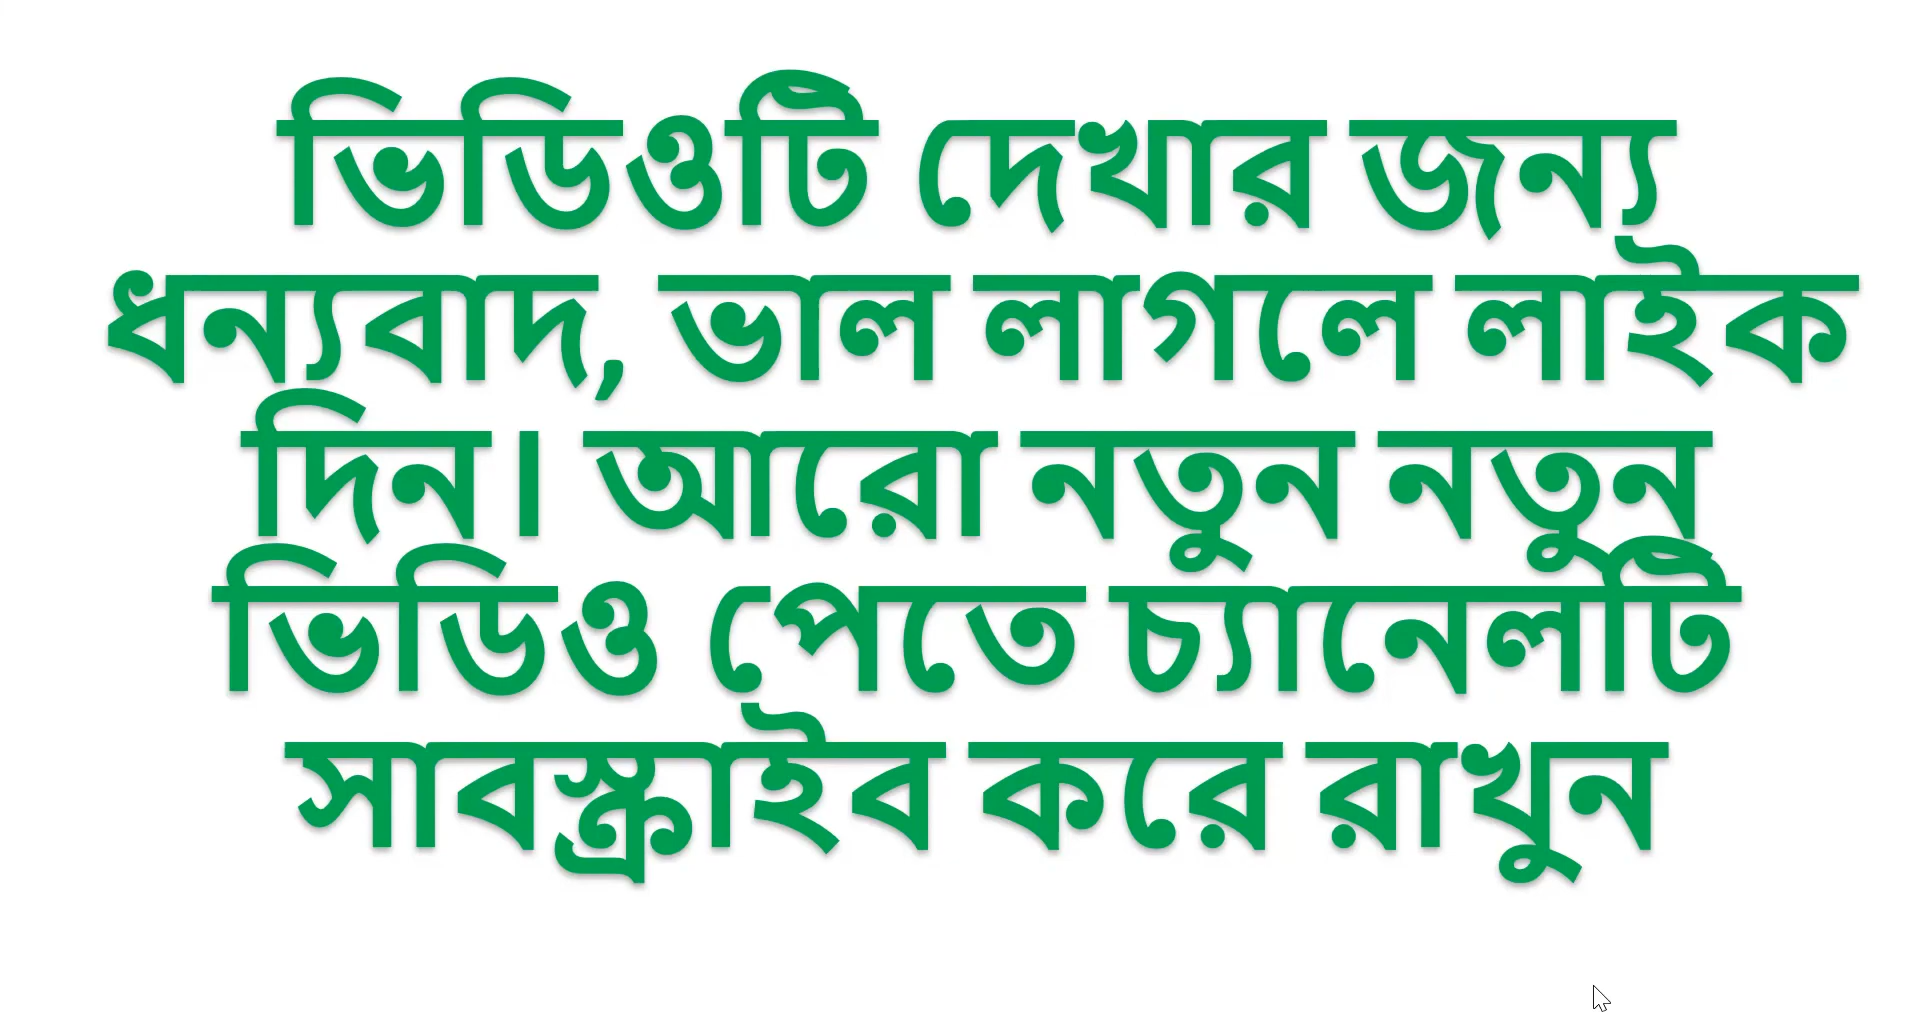 ভিডিওটি দেখার জন্য
ধন্যবাদ, ভাল লাগলে লাইক
দিন। আরো নতুন নতুন
ভিডিও পেতে চ্যানেলটি
সাবস্ক্রাইব করে রাখুন